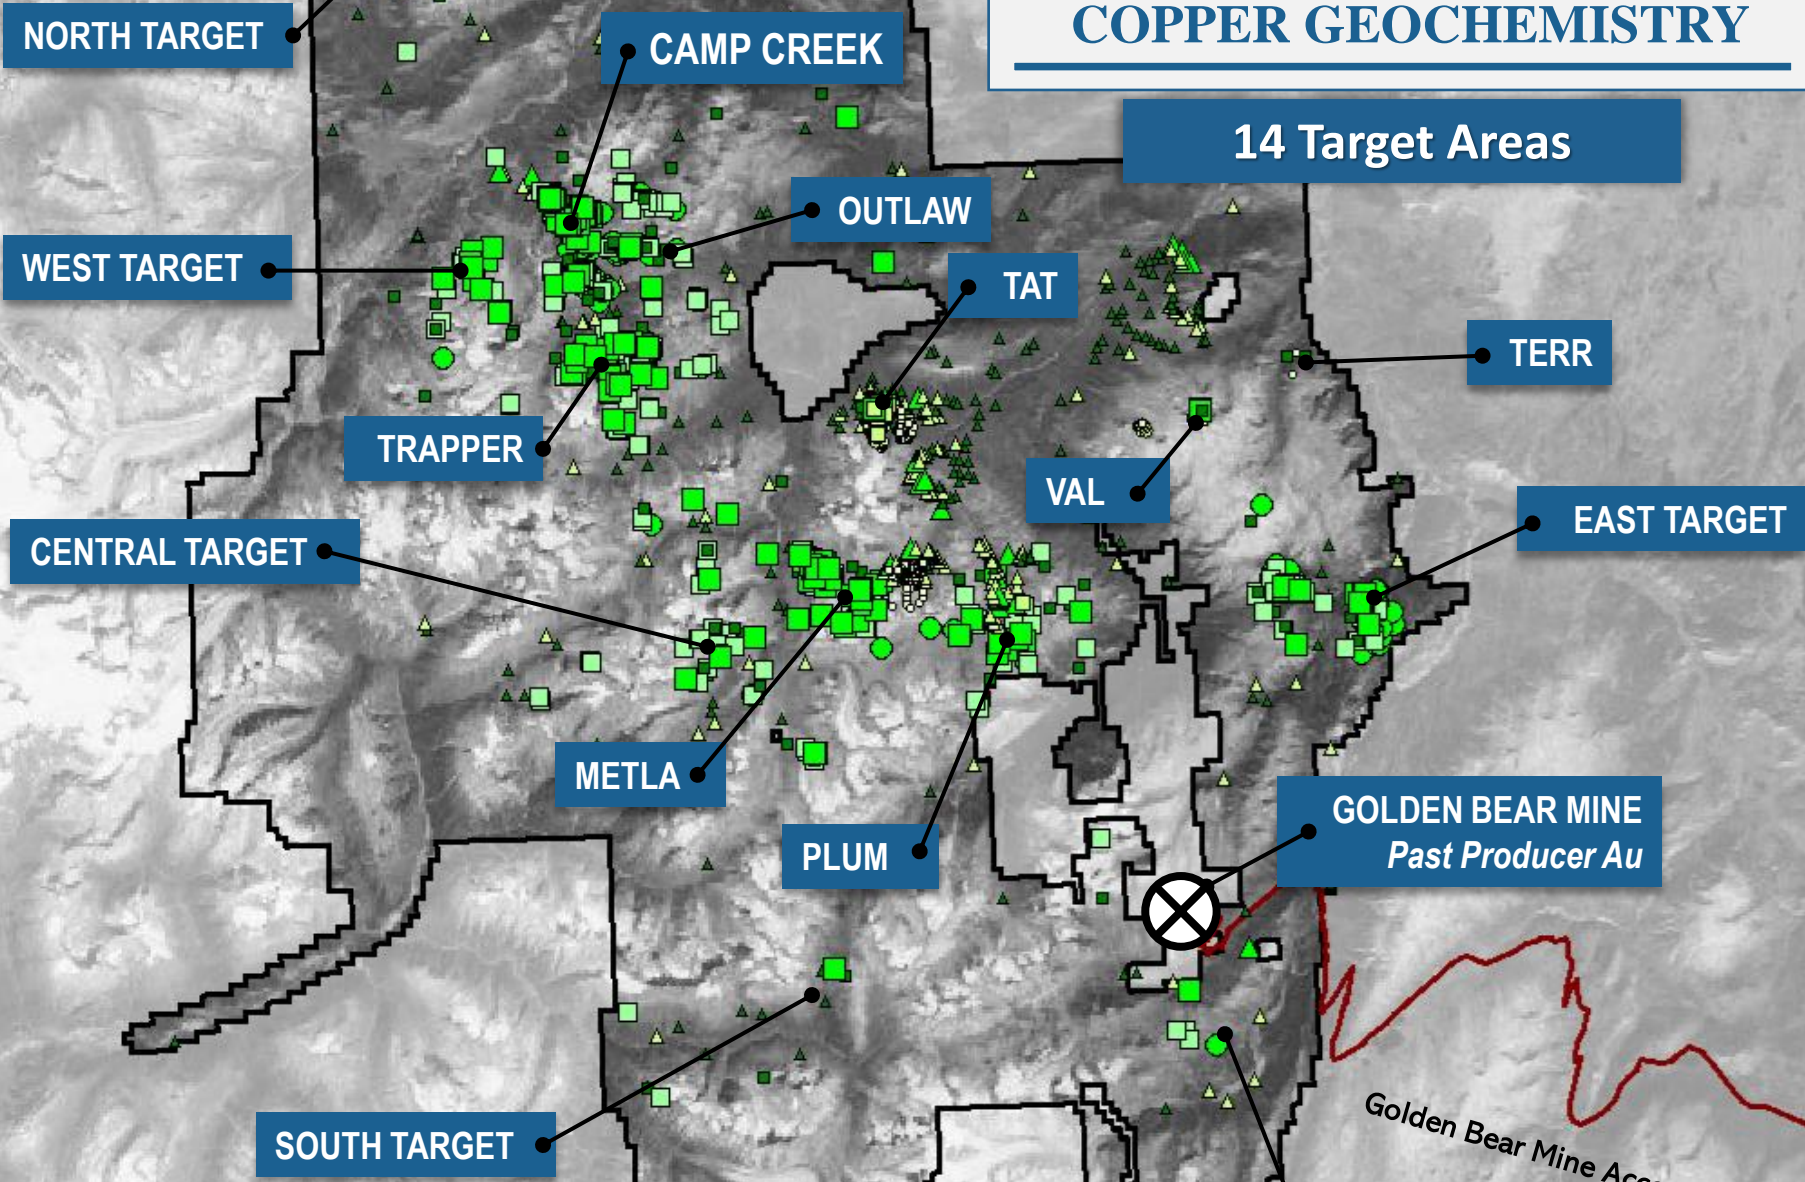 COPPER GEOCHEMISTRY
14 Target Areas
NORTH TARGET
CAMP CREEK
OUTLAW
WEST TARGET
TAT
TERR
TRAPPER
VAL
EAST TARGET
CENTRAL TARGET
METLA
GOLDEN BEAR MINE
Past Producer Au
PLUM
SOUTH TARGET
Golden Bear Mine